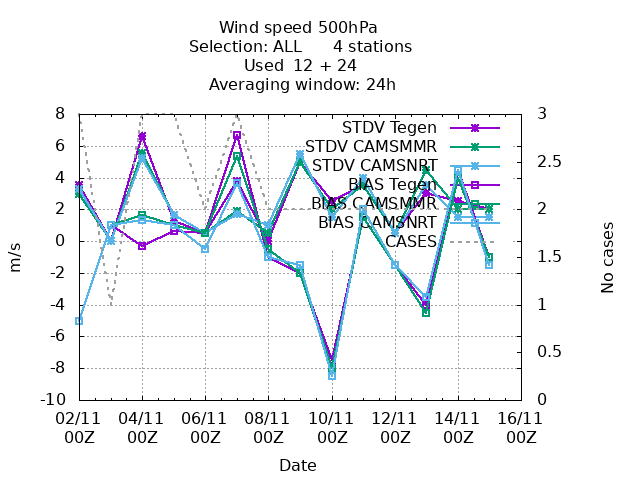 Wind speed 500hPa
Selection: ALL 4 stations
Used 12 + 24
Averaging window: 24h
8
6
4
2
0
-2
-4
-6
-8
-10
m/s
3
2.5
2
1.5
1
0.5
0
No cases
STDV Tegen
STDV CAMSMMR
STDV CAMSNRT
BIAS Tegen
BIAS CAMSMMR
BIAS CAMSNRT
CASES
02/11 04/11 06/11 08/11 10/11 12/11 14/11 16/11
00Z 00Z 00Z 00Z 00Z 00Z 00Z 00Z
Date